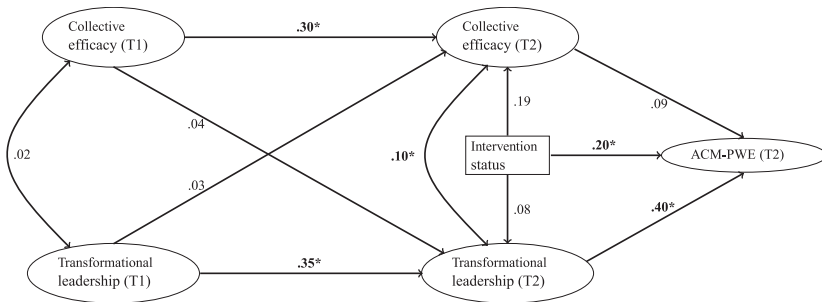 Collective
efficacy (T1)
.30*
Collective
efficacy (T2)
.19
.09
.04
.02
.10*
Intervention
status
.20*
ACM-PWE (T2)
.03
.08
.40*
Transformational
leadership (T1)
.35*
Transformational
leadership (T2)